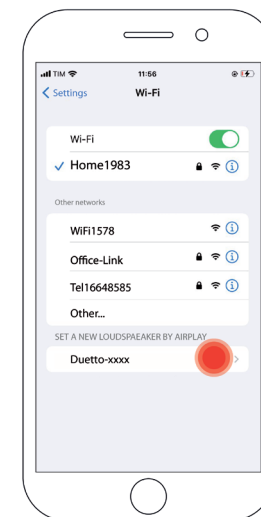 TIM 11:56
Settings Wi-Fi
Wi-Fi
Home1983
Other networks
WiFi1578
Office-Link
Tel16648585
Other...
SET A NEW LOUDSPAEAKER BY AIRPLAY
Duetto-xxxx